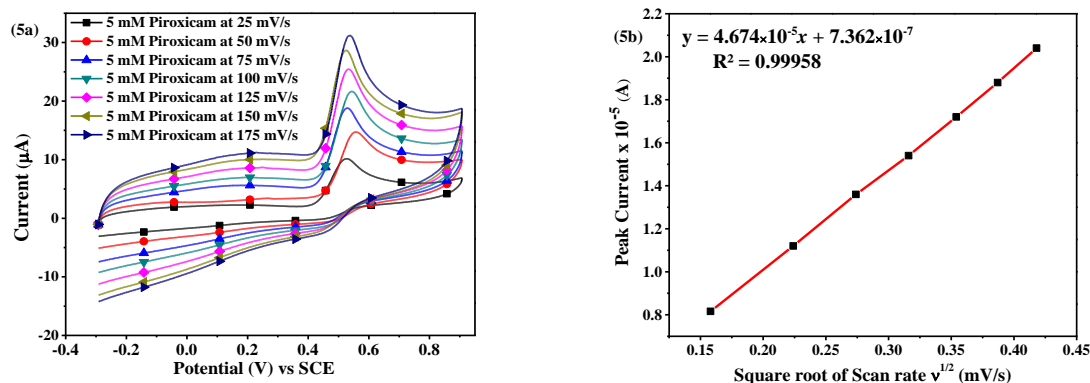 (5a)
5 mM Piroxicam at 25 mV/s
5 mM Piroxicam at 50 mV/s
5 mM Piroxicam at 75 mV/s
5 mM Piroxicam at 100 mV/s
5 mM Piroxicam at 125 mV/s
5 mM Piroxicam at 150 mV/s
5 mM Piroxicam at 175 mV/s
30
20
10
0
-10
-20
Current (μA)
-0.4 -0.2 0.0 0.2 0.4 0.6 0.8
Potential (V) vs SCE
(5b)
y = 4.674×10⁻⁵x + 7.362×10⁻⁷
R² = 0.99958
2.2
2.0
1.8
1.6
1.4
1.2
1.0
0.8
Peak Current x 10⁻⁵ (A)
0.15 0.20 0.25 0.30 0.35 0.40 0.45
Square root of Scan rate ν^1/2 (mV/s)